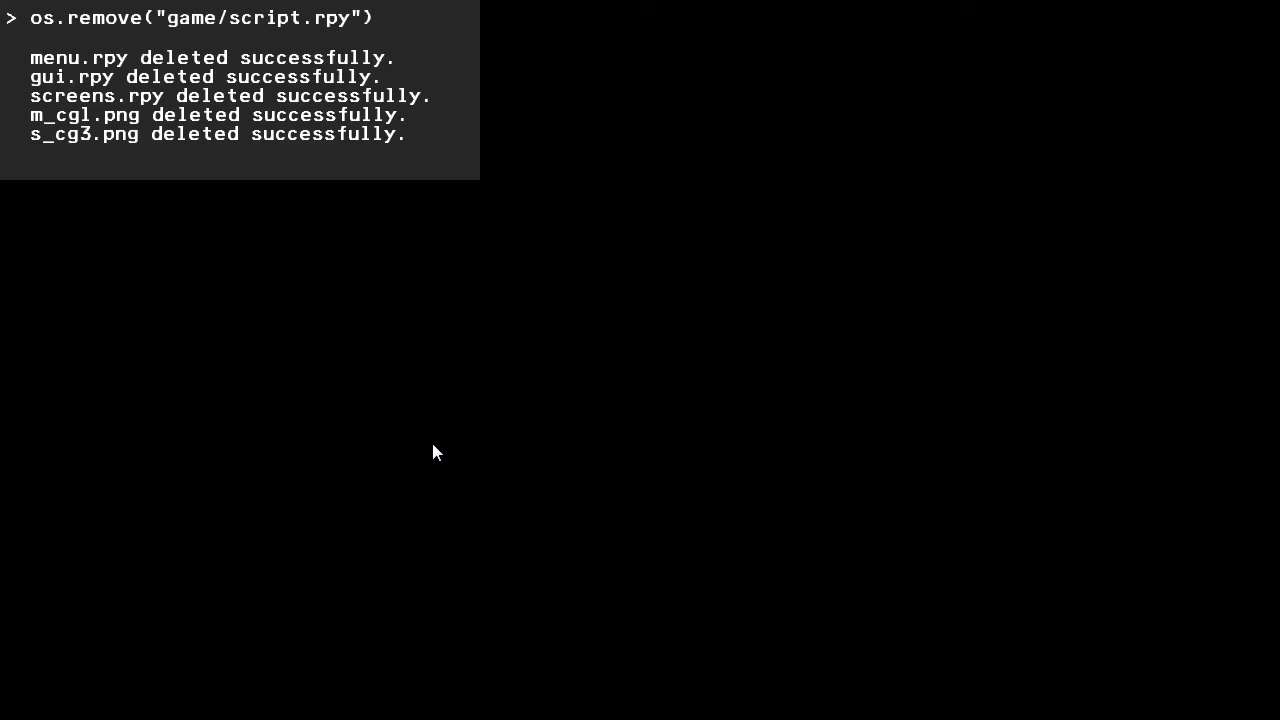 > os.remove("game/script.rpy")
menu.rpy deleted successfully.
gui.rpy deleted successfully.
screens.rpy deleted successfully.
m_cg1.png deleted successfully.
s_cg3.png deleted successfully.